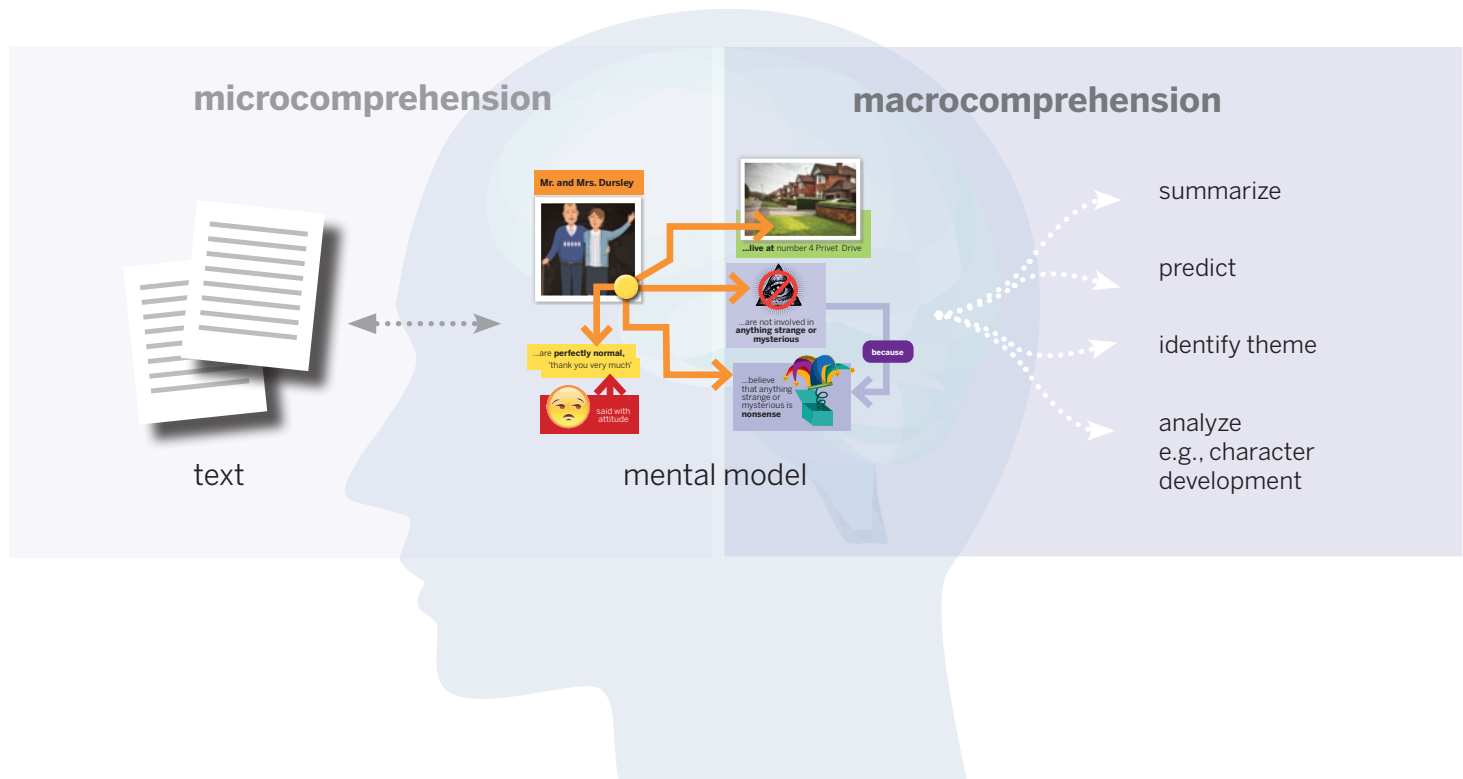 microcomprehension
macrocomprehension
Mr. and Mrs. Dursley
...live at number 4 Privet Drive
...are not involved in
anything strange or
mysterious
because
...are perfectly normal,
'thank you very much'
said with
attitude
...believe
that anything
strange or
mysterious is
nonsense
text
mental model
summarize
predict
identify theme
analyze
e.g., character
development